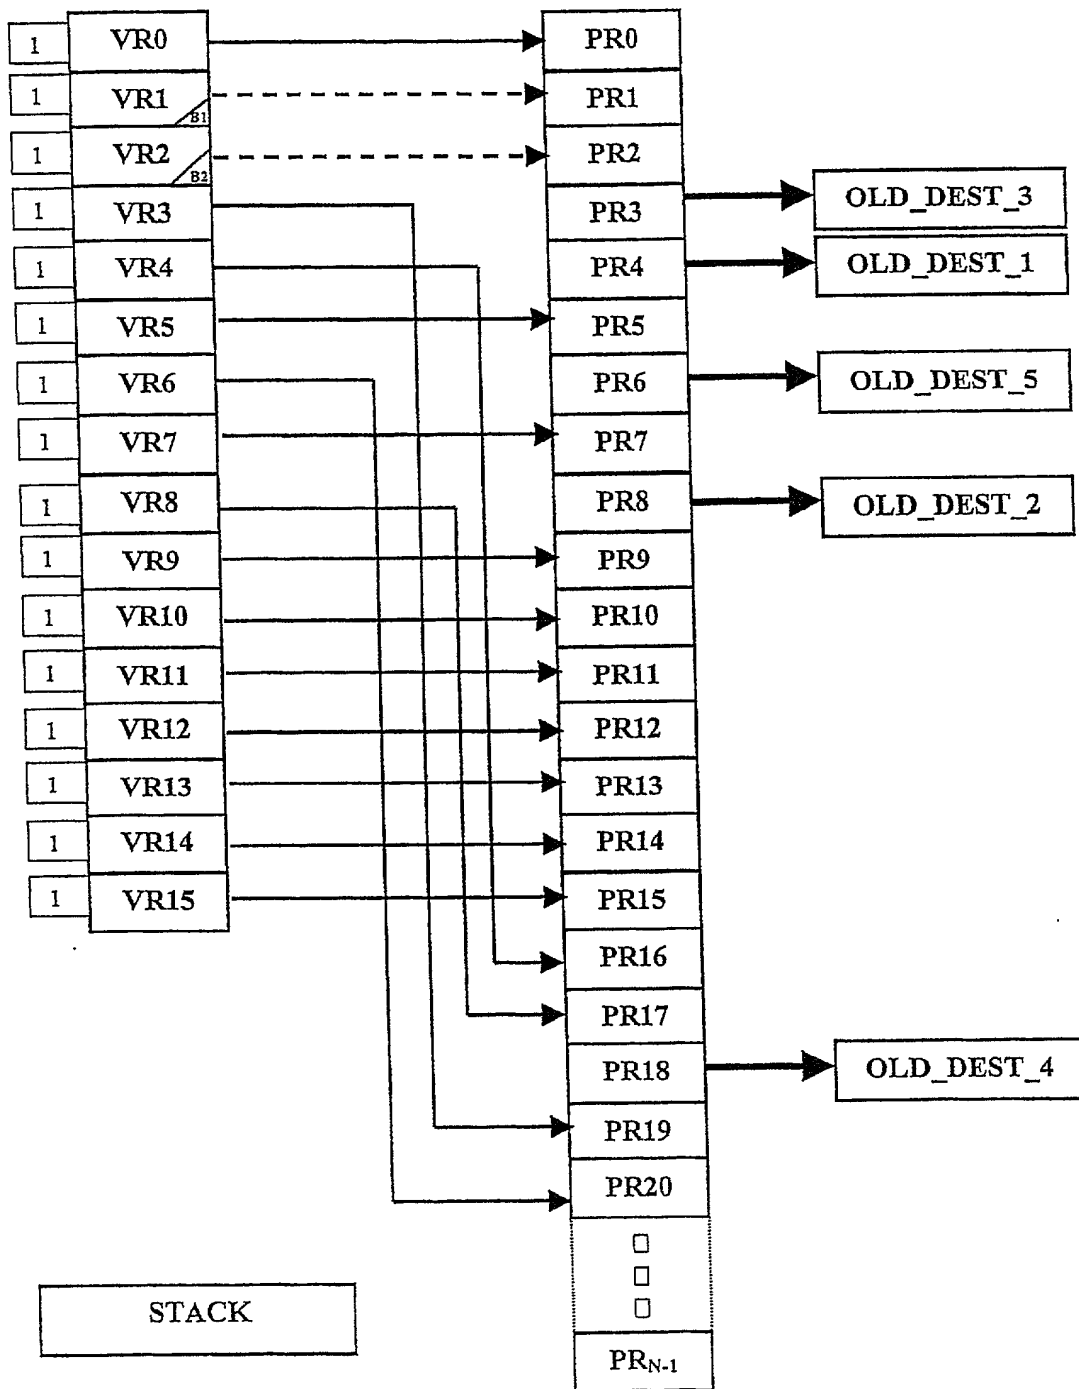 1 VR0 PR0
1 VR1 B1 PR1
1 VR2 B2 PR2
1 VR3 PR3 OLD_DEST_3
1 VR4 PR4 OLD_DEST_1
1 VR5 PR5
1 VR6 PR6 OLD_DEST_5
1 VR7 PR7
1 VR8 PR8 OLD_DEST_2
1 VR9 PR9
1 VR10 PR10
1 VR11 PR11
1 VR12 PR12
1 VR13 PR13
1 VR14 PR14
1 VR15 PR15
PR16
PR17
PR18 OLD_DEST_4
PR19
PR20
STACK
PRN-1